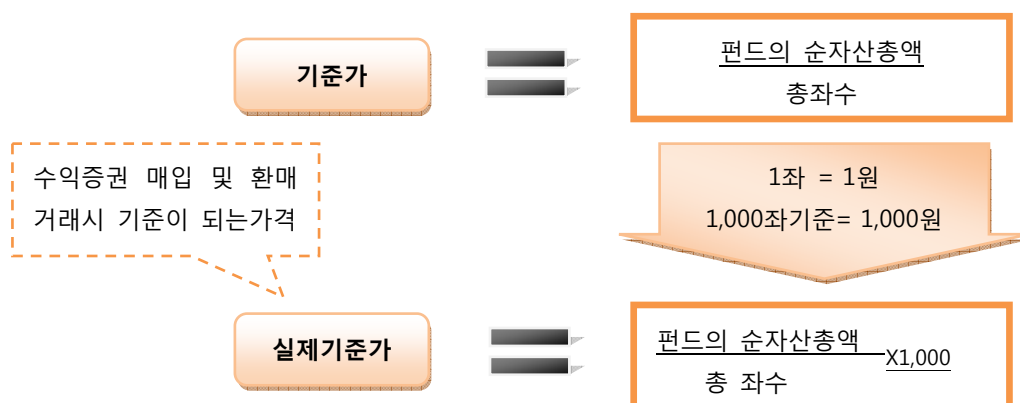 기준가
펀드의 순자산총액
총좌수
수익증권 매입 및 환매
거래시 기준이 되는가격
1좌 = 1원
1,000좌기준= 1,000원
실제기준가
펀드의 순자산총액 X1,000
총 좌수